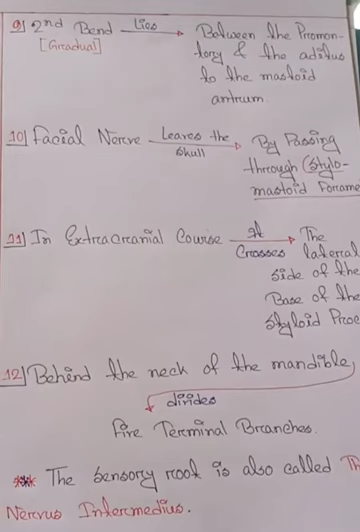 9] 2nd Bend Lies Between the Promon-
[Gradual] tory & the aditus
to the mastoid
antrum.
10] Facial Nerve Leaves the Skull By Passing
through (Stylo-
mastoid Forrame
11] In Extracranial Course It Crosses The
lateral
side of the
Base of the
Styloid Proc
12] Behind the neck of the mandible,
divides
Five Terminal Branches.
*** The sensory root is also called Th
Nervus Intermedius.